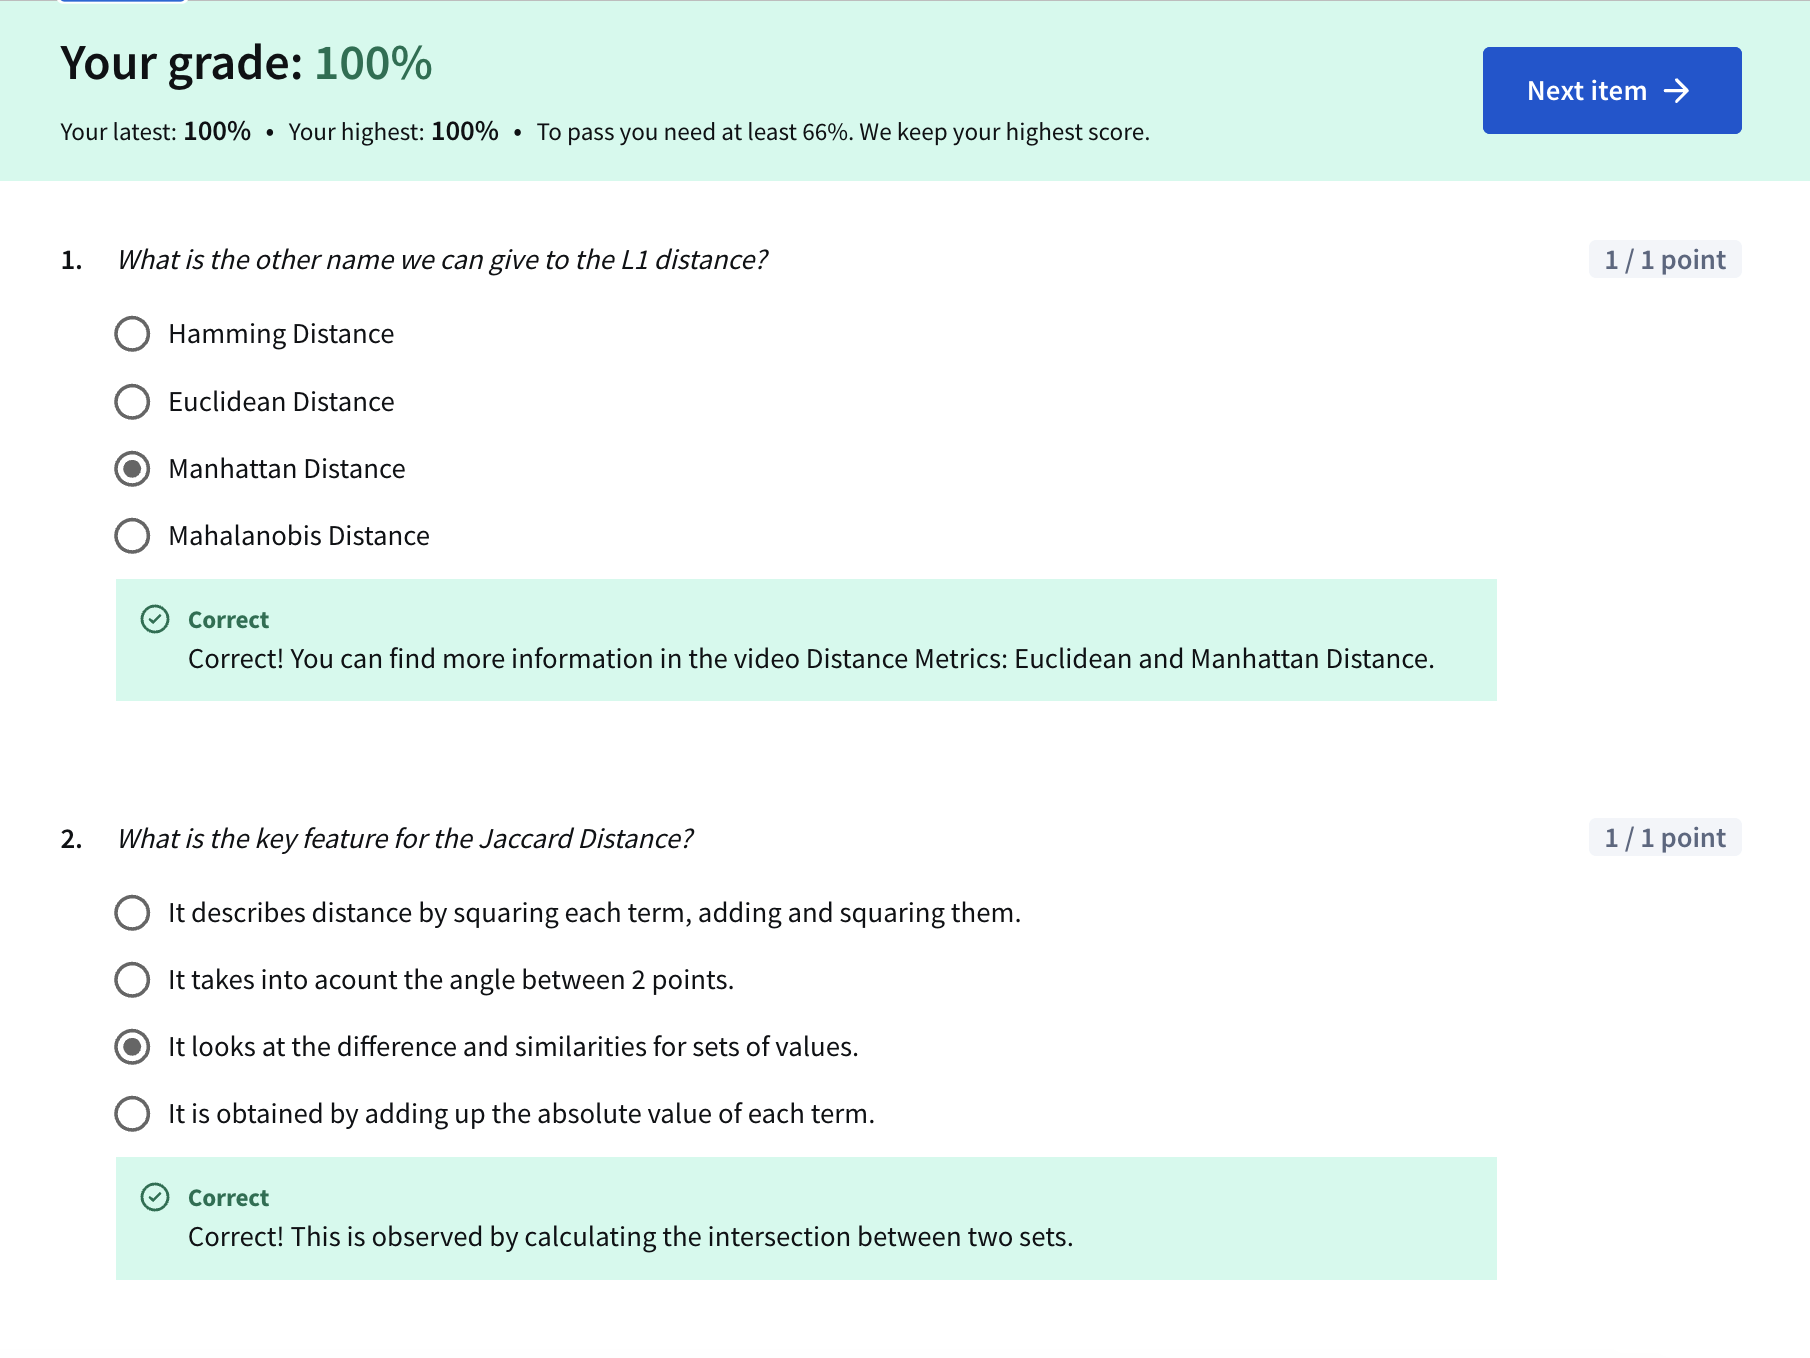 Your grade: 100%
Next item →
Your latest: 100% • Your highest: 100% • To pass you need at least 66%. We keep your highest score.
1. What is the other name we can give to the L1 distance?
1 / 1 point
Hamming Distance
Euclidean Distance
Manhattan Distance
Mahalanobis Distance
Correct
Correct! You can find more information in the video Distance Metrics: Euclidean and Manhattan Distance.
2. What is the key feature for the Jaccard Distance?
1 / 1 point
It describes distance by squaring each term, adding and squaring them.
It takes into acount the angle between 2 points.
It looks at the difference and similarities for sets of values.
It is obtained by adding up the absolute value of each term.
Correct
Correct! This is observed by calculating the intersection between two sets.